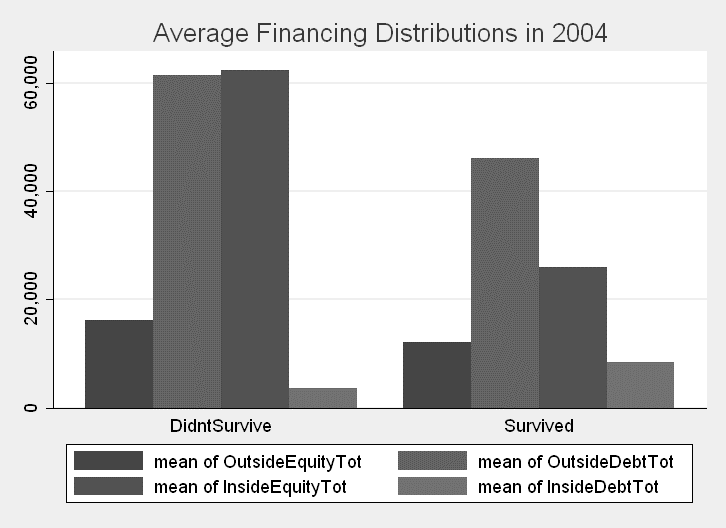 Average Financing Distributions in 2004
60,000
40,000
20,000
0
DidntSurvive Survived
mean of OutsideEquityTot mean of OutsideDebtTot
mean of InsideEquityTot mean of InsideDebtTot